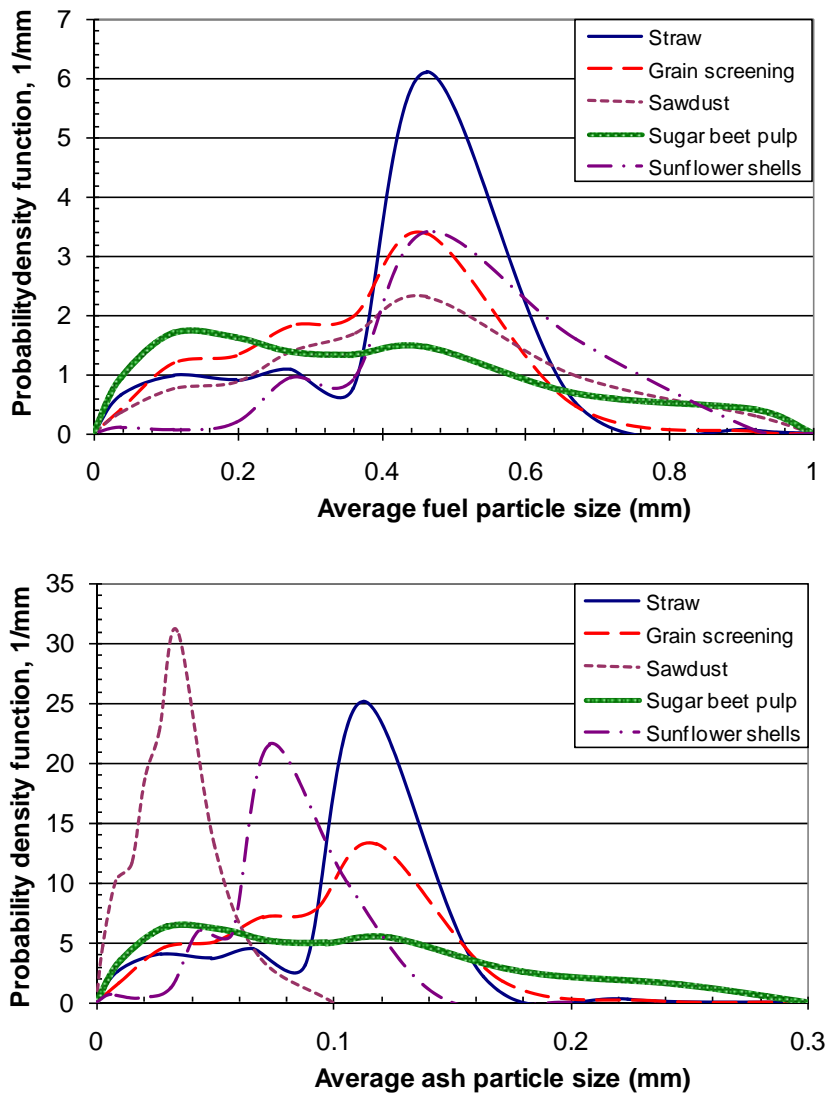 Probabilitydensity function, 1/mm
7
6
5
4
3
2
1
0
Straw
Grain screening
Sawdust
Sugar beet pulp
Sunflower shells
0
0.2
0.4
0.6
0.8
1
Average fuel particle size (mm)
Probability density function, 1/mm
35
30
25
20
15
10
5
0
Straw
Grain screening
Sawdust
Sugar beet pulp
Sunflower shells
0
0.1
0.2
0.3
Average ash particle size (mm)